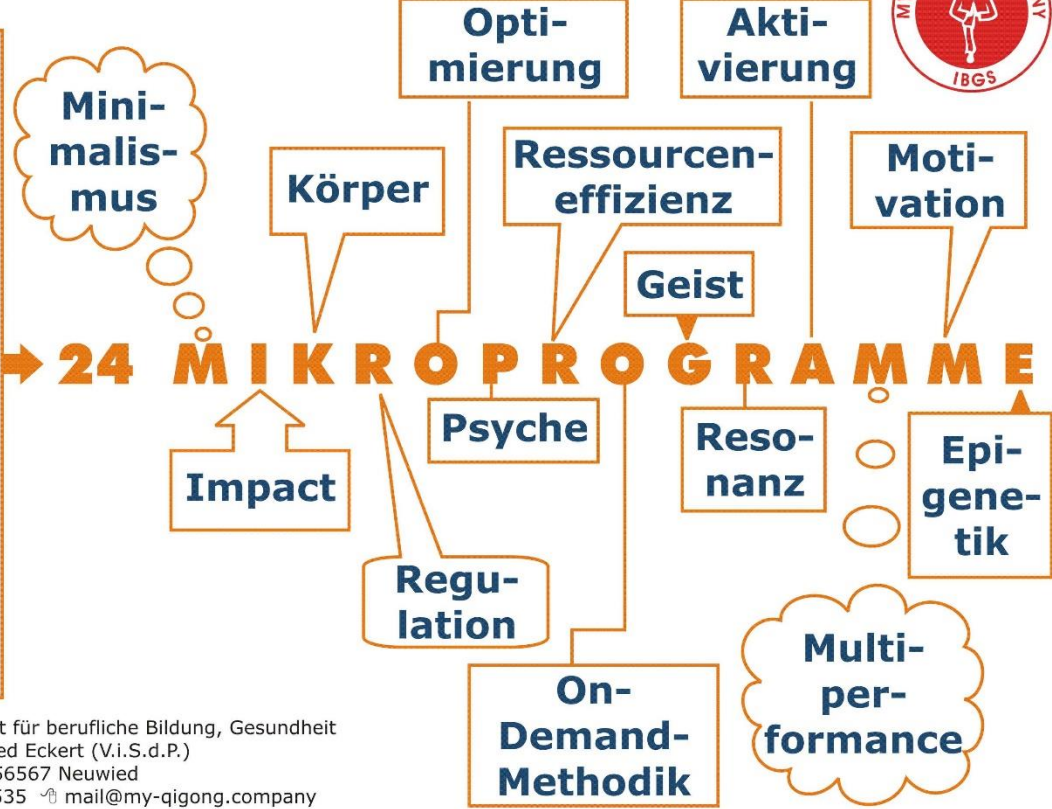 Opti-
mierung
Akti-
vierung
IBGS
Mini-
malis-
mus
Körper
Ressourcen-
effizienz
Moti-
vation
Geist
24 MIKROPROGRAMME
Impact
Psyche
Reso-
nanz
Epi-
gene-
tik
Regu-
lation
On-
Demand-
Methodik
Multi-
per-
formance
für berufliche Bildung, Gesundheit
Eckert (V.i.S.d.P.)
56567 Neuwied
mail@my-qigong.company